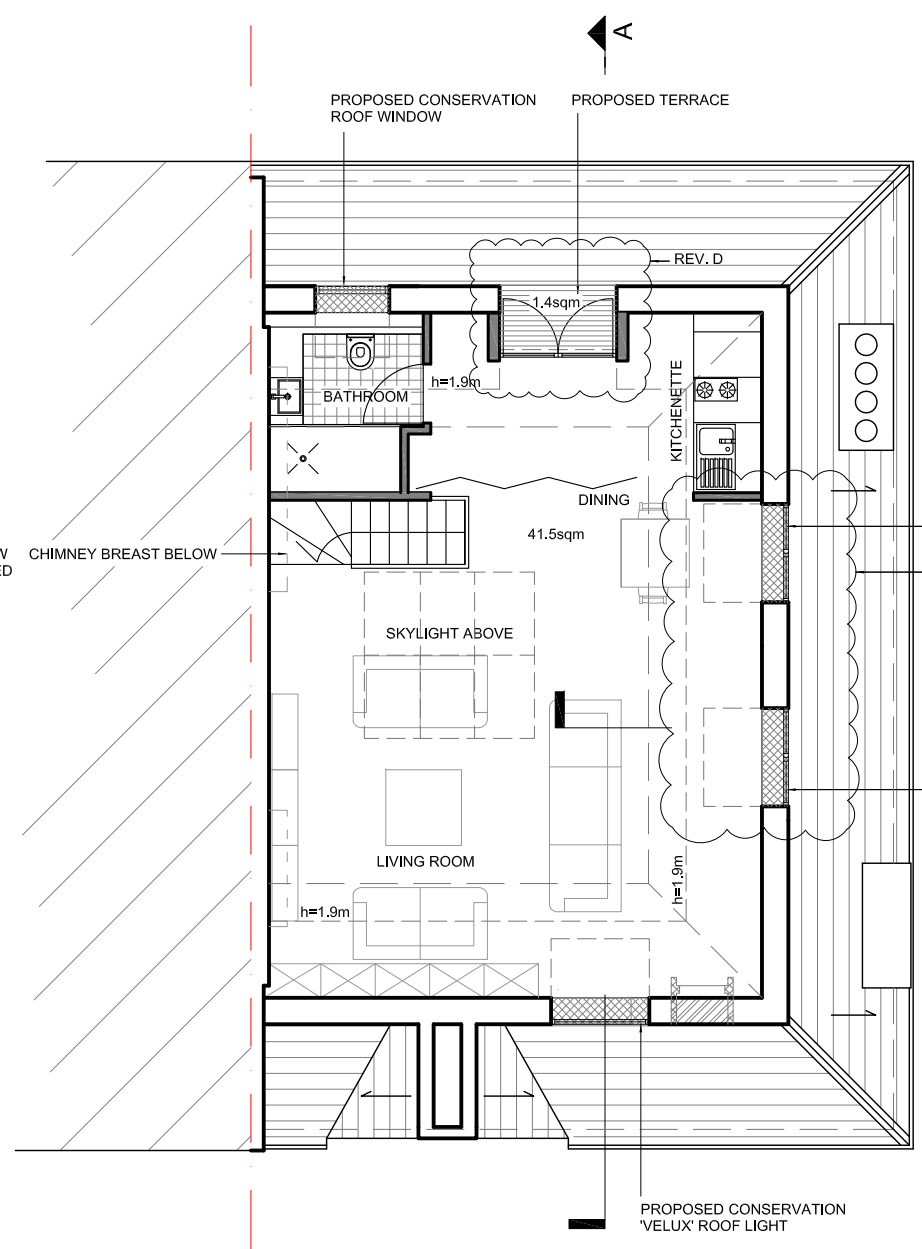 A
PROPOSED CONSERVATION
ROOF WINDOW
PROPOSED TERRACE
REV. D
1.4sqm
h=1.9m
BATHROOM
KITCHENETTE
DINING
41.5sqm
W
ED
CHIMNEY BREAST BELOW
SKYLIGHT ABOVE
LIVING ROOM
h=1.9m
h=1.9m
PROPOSED CONSERVATION
'VELUX' ROOF LIGHT